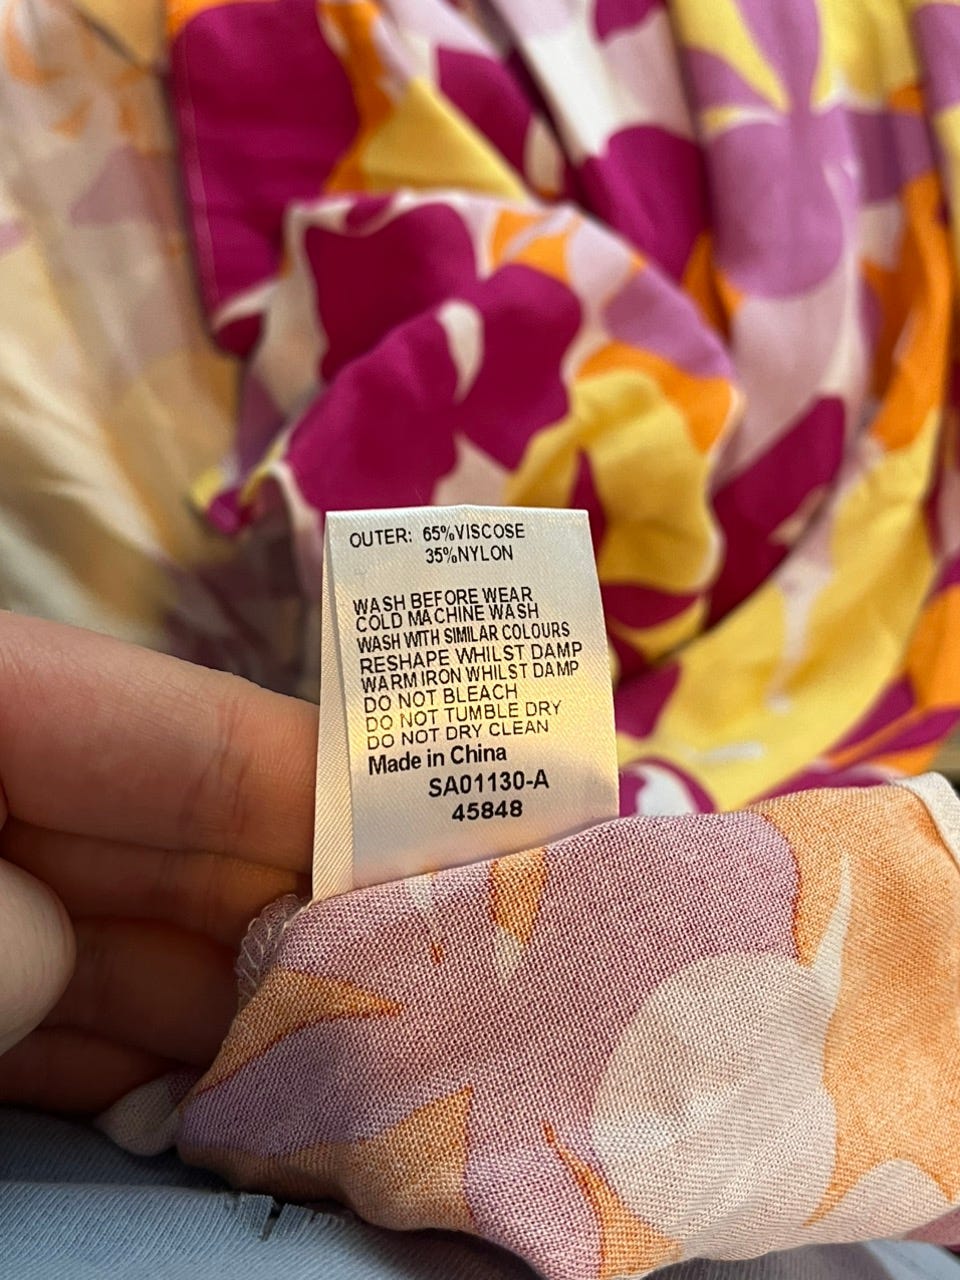 OUTER: 65%VISCOSE
35%NYLON
WASH BEFORE WEAR
COLD MACHINE WASH
WASH WITH SIMILAR COLOURS
RESHAPE WHILST DAMP
WARM IRON WHILST DAMP
DO NOT BLEACH
DO NOT TUMBLE DRY
DO NOT DRY CLEAN
Made in China
SA01130-A
45848